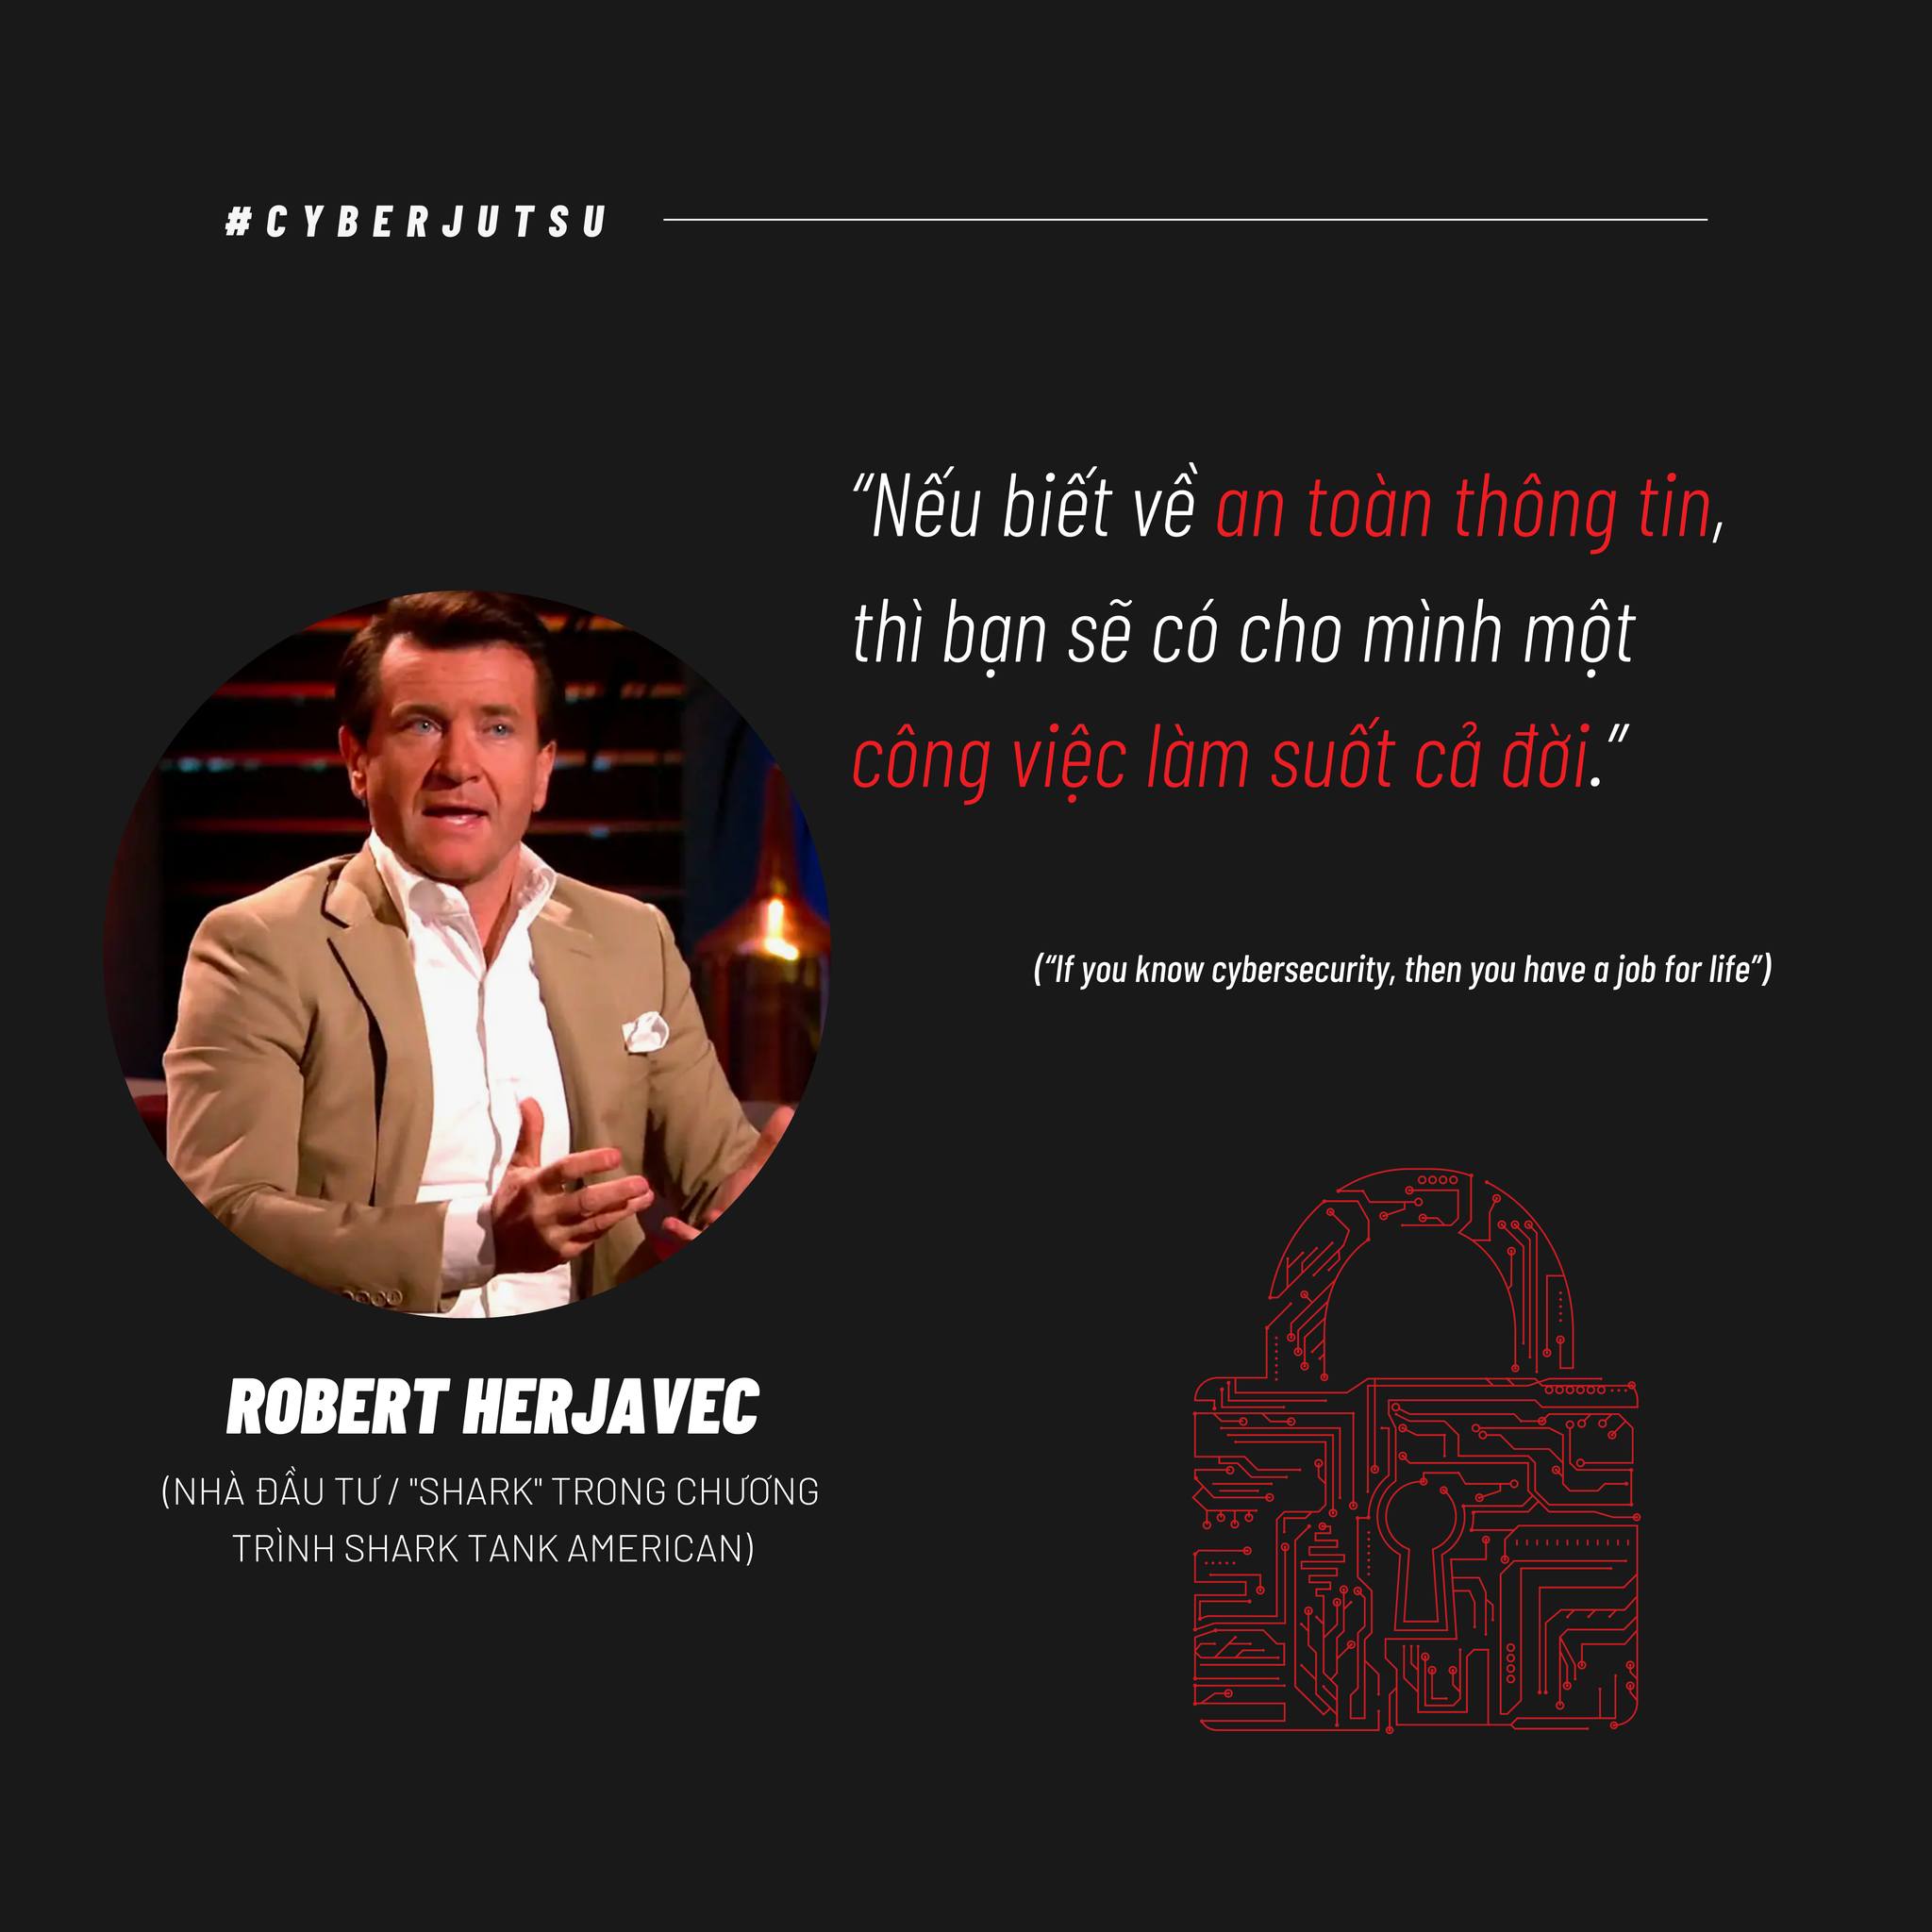 #CYBERJUTSU
“Nếu biết về an toàn thông tin,
thì bạn sẽ có cho mình một
công việc làm suốt cả đời.”
(“If you know cybersecurity, then you have a job for life”)
ROBERT HERJAVEC
(NHÀ ĐẦU TƯ / "SHARK" TRONG CHƯƠNG
TRÌNH SHARK TANK AMERICAN)